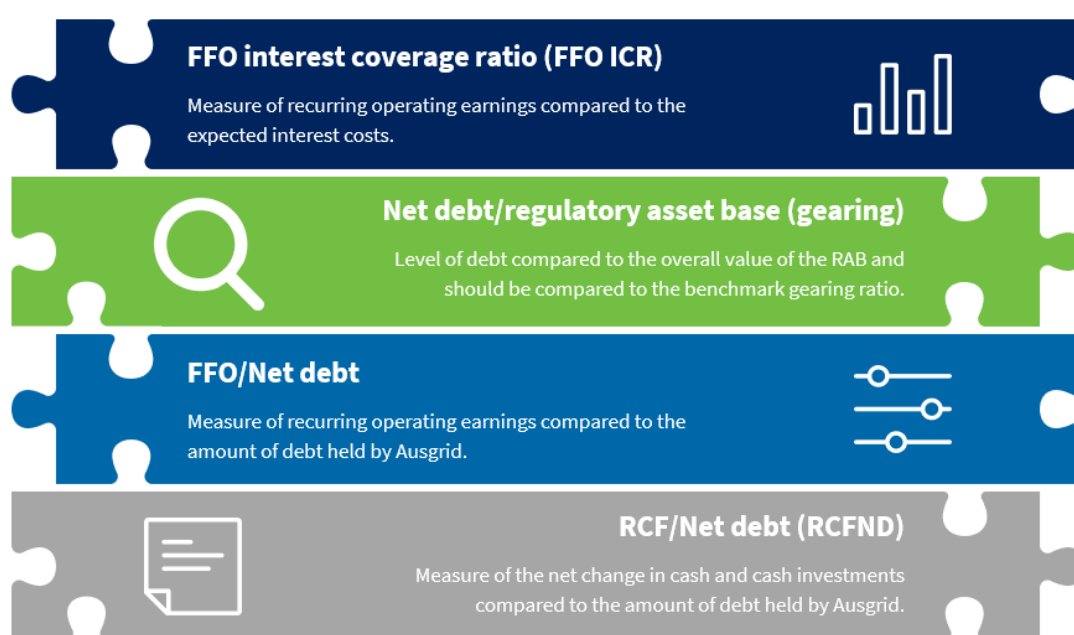 FFO interest coverage ratio (FFO ICR)
Measure of recurring operating earnings compared to the
expected interest costs.
Net debt/regulatory asset base (gearing)
Level of debt compared to the overall value of the RAB and
should be compared to the benchmark gearing ratio.
FFO/Net debt
Measure of recurring operating earnings compared to the
amount of debt held by Ausgrid.
RCF/Net debt (RCFND)
Measure of the net change in cash and cash investments
compared to the amount of debt held by Ausgrid.